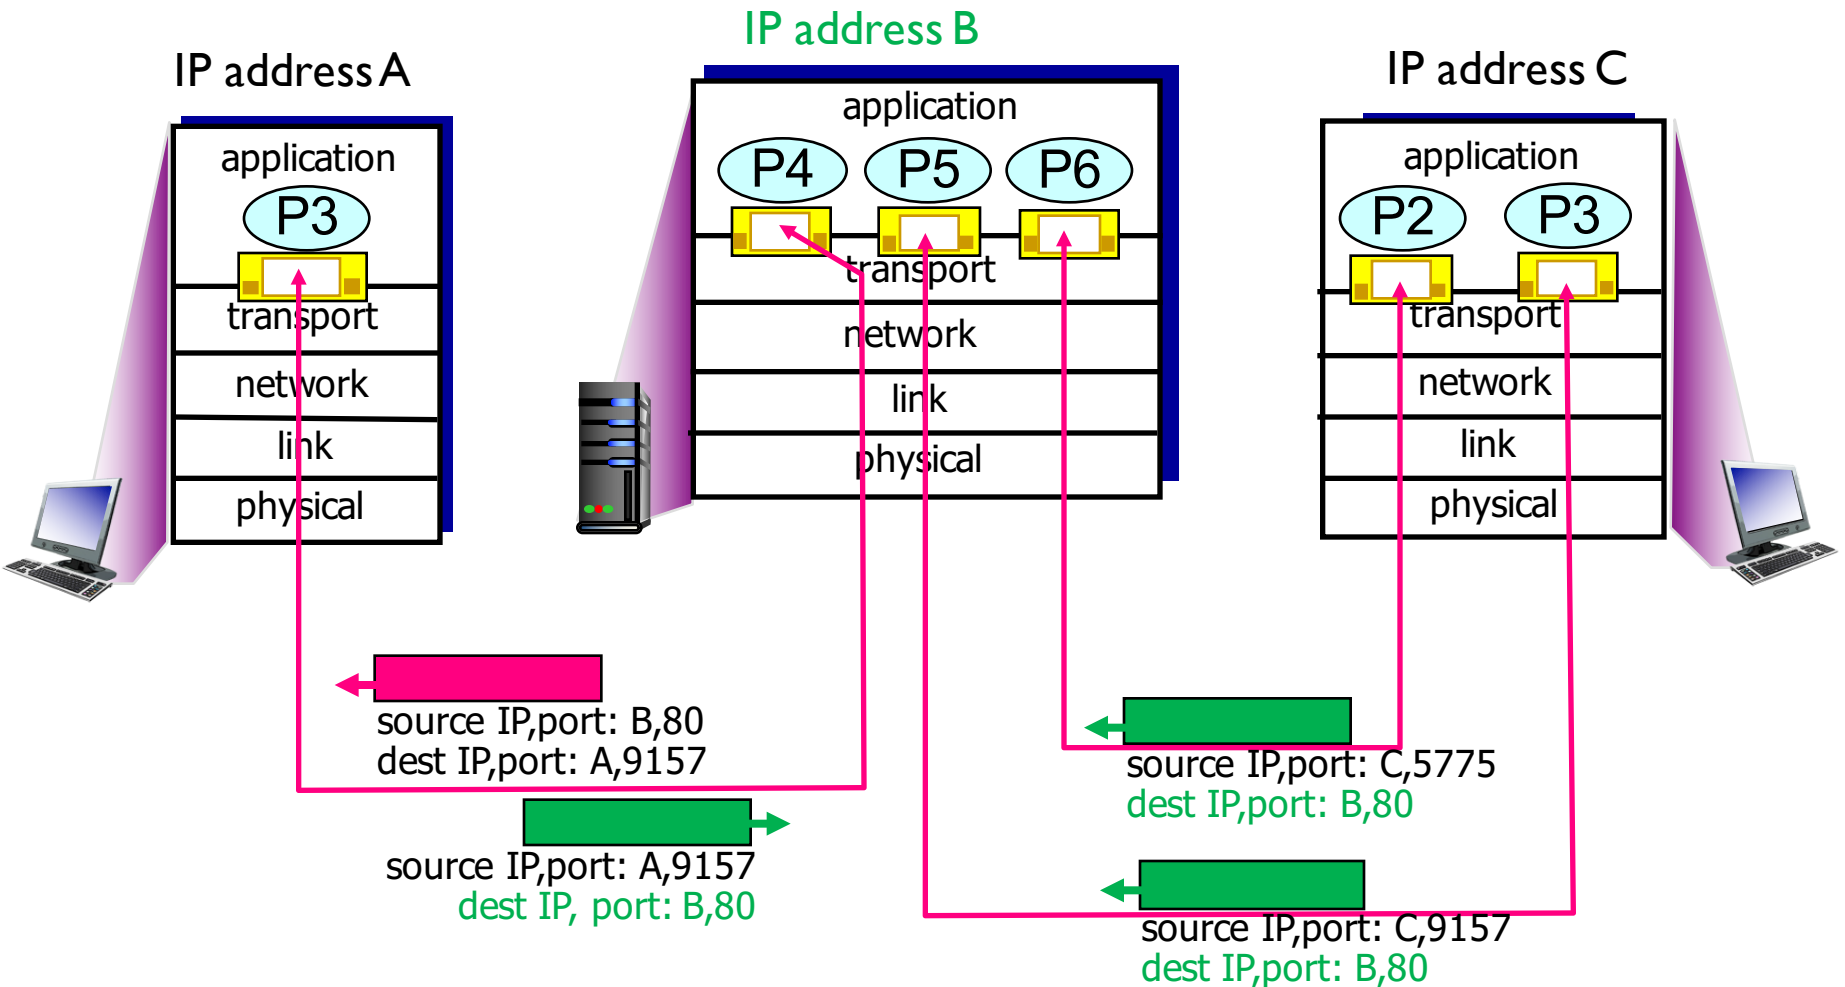 IP address A
application
P3
transport
network
link
physical
IP address B
application
P4 P5 P6
transport
network
link
physical
IP address C
application
P2 P3
transport
network
link
physical
source IP,port: B,80
dest IP,port: A,9157
source IP,port: A,9157
dest IP, port: B,80
source IP,port: C,5775
dest IP,port: B,80
source IP,port: C,9157
dest IP,port: B,80